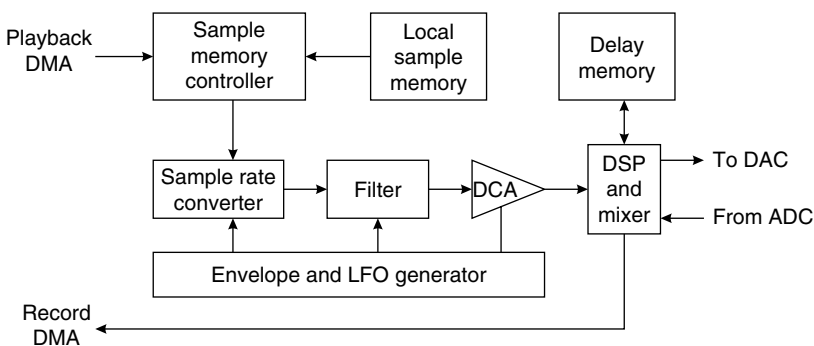 Playback
DMA
Sample
memory
controller
Local
sample
memory
Delay
memory
Sample rate
converter
Filter
DCA
DSP
and
mixer
To DAC
From ADC
Envelope and LFO generator
Record
DMA